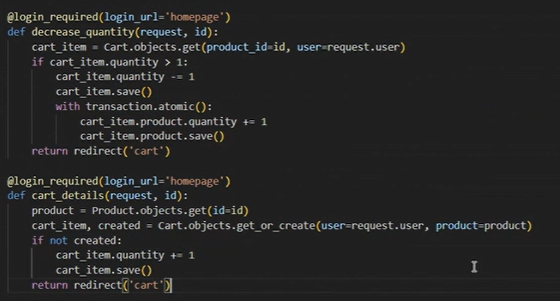 @login_required(login_url='homepage')
def decrease_quantity(request, id):
    cart_item = Cart.objects.get(product_id=id, user=request.user)
    if cart_item.quantity > 1:
        cart_item.quantity -= 1
        cart_item.save()
        with transaction.atomic():
            cart_item.product.quantity += 1
            cart_item.product.save()
    return redirect('cart')
@login_required(login_url='homepage')
def cart_details(request, id):
    product = Product.objects.get(id=id)
    cart_item, created = Cart.objects.get_or_create(user=request.user, product=product)
    if not created:
        cart_item.quantity += 1
        cart_item.save()
    return redirect('cart')